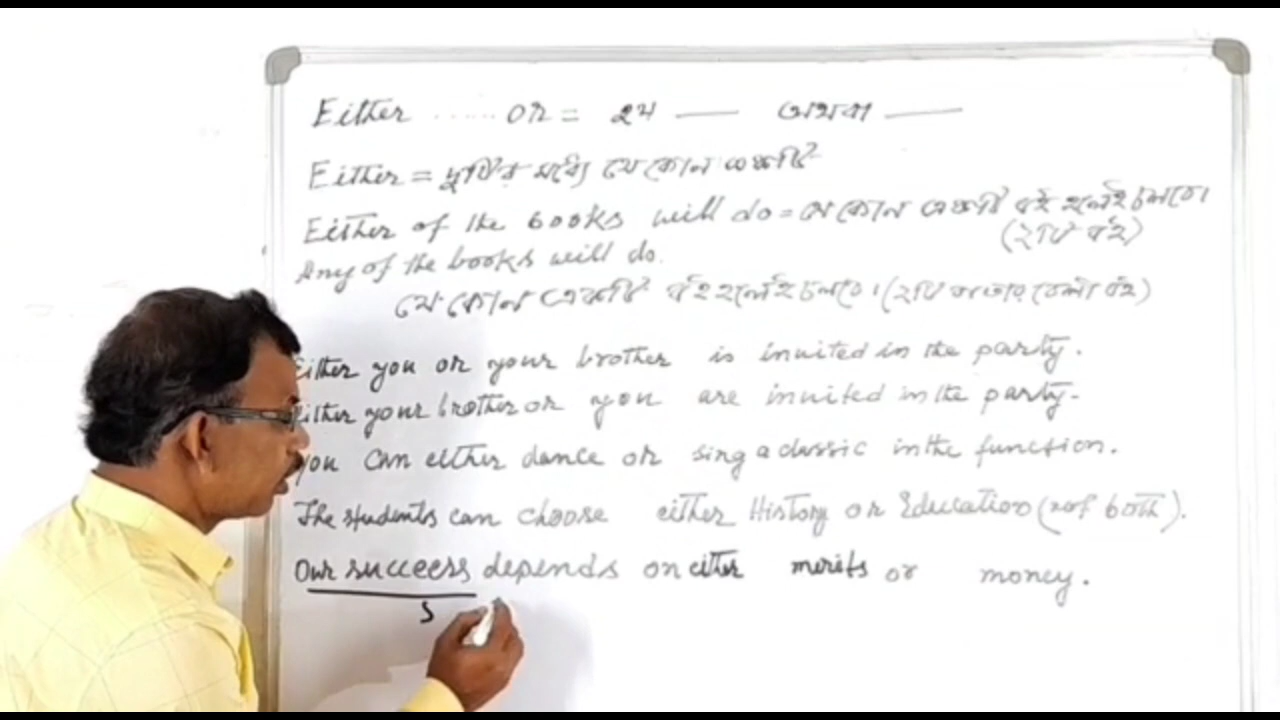 Either ...... or = হয় —— অথবা ——
Either = দুটির মধ্যে যে কোন একটি
Either of the books will do = যে কোন একটি বই হলেই চলবে।
(২টি বই)
Any of the books will do.
যে কোন একটি বই হলেই চলবে। (২টি বা তার বেশী বই)
Either you or your brother is invited in the party.
Either your brother or you are invited in the party.
You can either dance or sing a classic in the function.
The students can choose either History or Education (not both).
Our success depends on either merits or money.
S